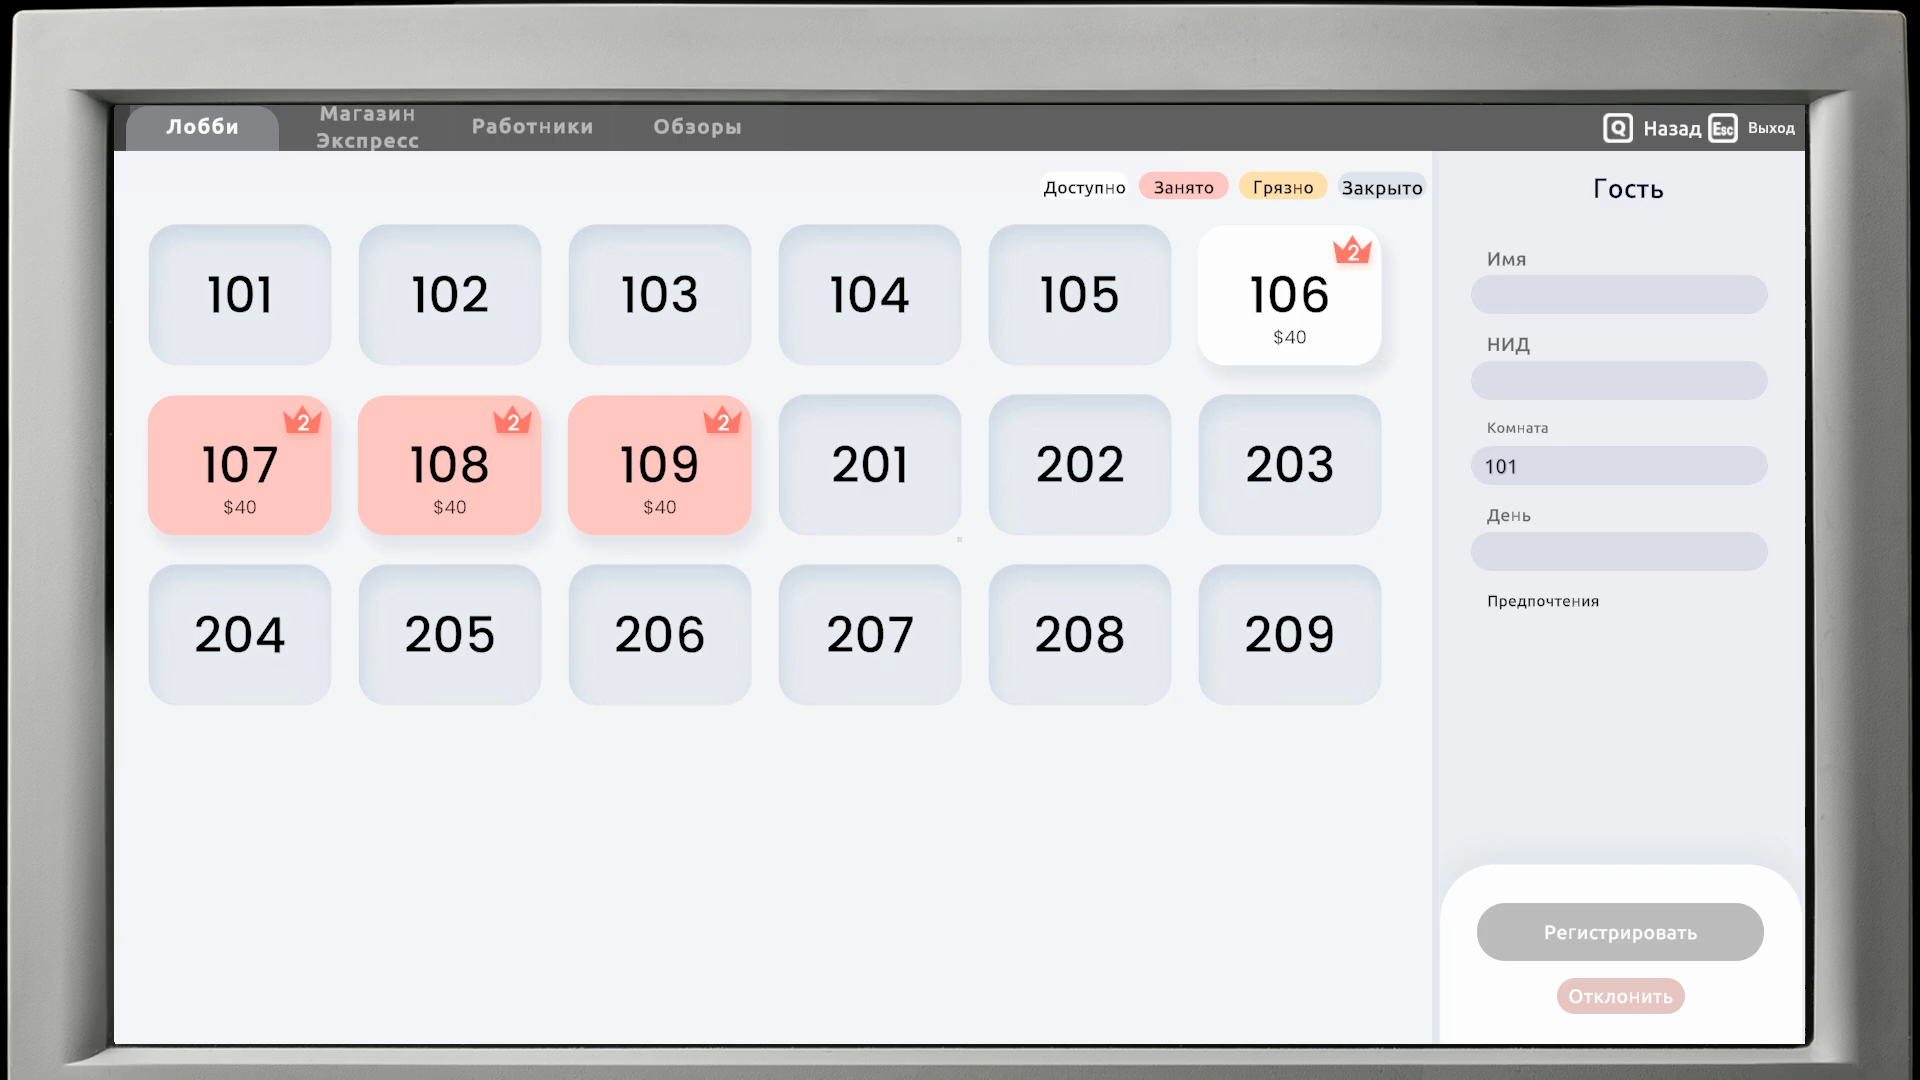 Лобби
Магазин
Экспресс
Работники
Обзоры
Q Назад Esc Выход
Доступно Занято Грязно Закрыто
101 102 103 104 105 2 106
$40
2 107 2 108 2 109 201 202 203
$40 $40 $40
204 205 206 207 208 209
Гость
Имя
НИД
Комната
101
День
Предпочтения
Регистрировать
Отклонить